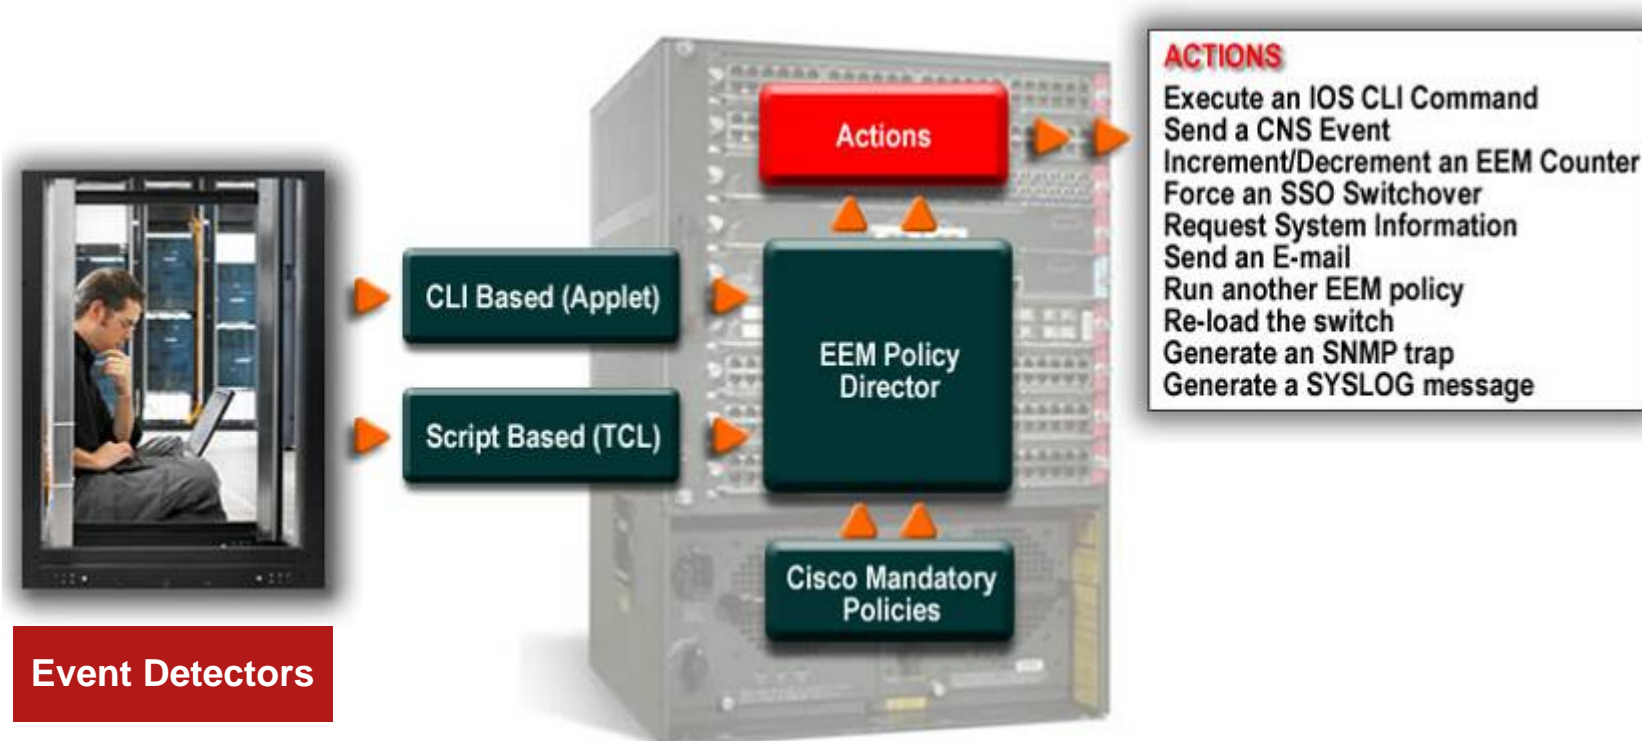 Event Detectors
CLI Based (Applet)
Script Based (TCL)
Actions
EEM Policy
Director
Cisco Mandatory
Policies
ACTIONS
Execute an IOS CLI Command
Send a CNS Event
Increment/Decrement an EEM Counter
Force an SSO Switchover
Request System Information
Send an E-mail
Run another EEM policy
Re-load the switch
Generate an SNMP trap
Generate a SYSLOG message